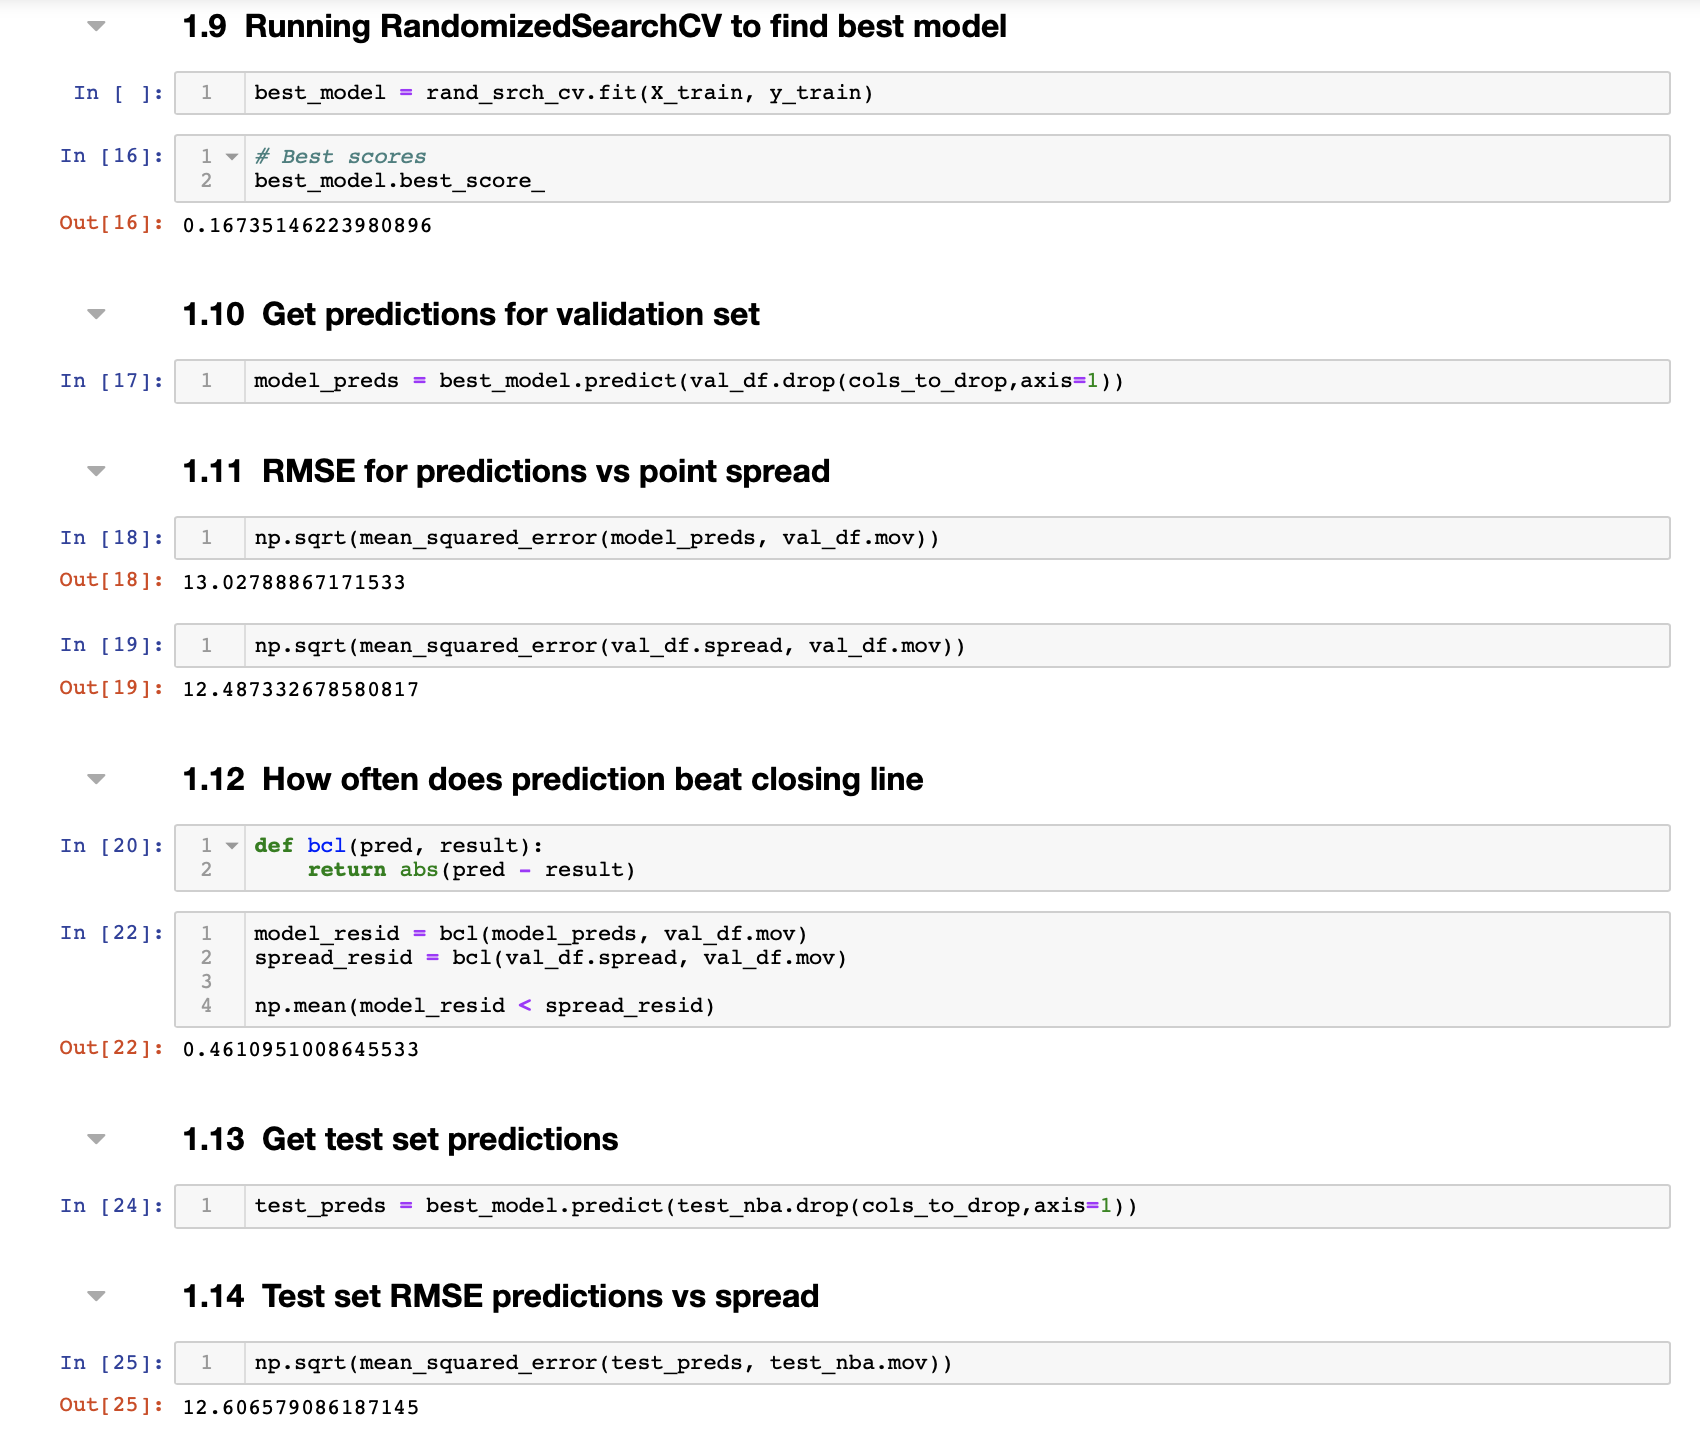 1.9 Running RandomizedSearchCV to find best model
In [ ]: 1 best_model = rand_srch_cv.fit(X_train, y_train)
In [16]: 1 # Best scores
2 best_model.best_score_
Out[16]: 0.16735146223980896
1.10 Get predictions for validation set
In [17]: 1 model_preds = best_model.predict(val_df.drop(cols_to_drop,axis=1))
1.11 RMSE for predictions vs point spread
In [18]: 1 np.sqrt(mean_squared_error(model_preds, val_df.mov))
Out[18]: 13.02788867171533
In [19]: 1 np.sqrt(mean_squared_error(val_df.spread, val_df.mov))
Out[19]: 12.487332678580817
1.12 How often does prediction beat closing line
In [20]: 1 def bcl(pred, result):
2 return abs(pred - result)
In [22]: 1 model_resid = bcl(model_preds, val_df.mov)
2 spread_resid = bcl(val_df.spread, val_df.mov)
3
4 np.mean(model_resid < spread_resid)
Out[22]: 0.4610951008645533
1.13 Get test set predictions
In [24]: 1 test_preds = best_model.predict(test_nba.drop(cols_to_drop,axis=1))
1.14 Test set RMSE predictions vs spread
In [25]: 1 np.sqrt(mean_squared_error(test_preds, test_nba.mov))
Out[25]: 12.606579086187145